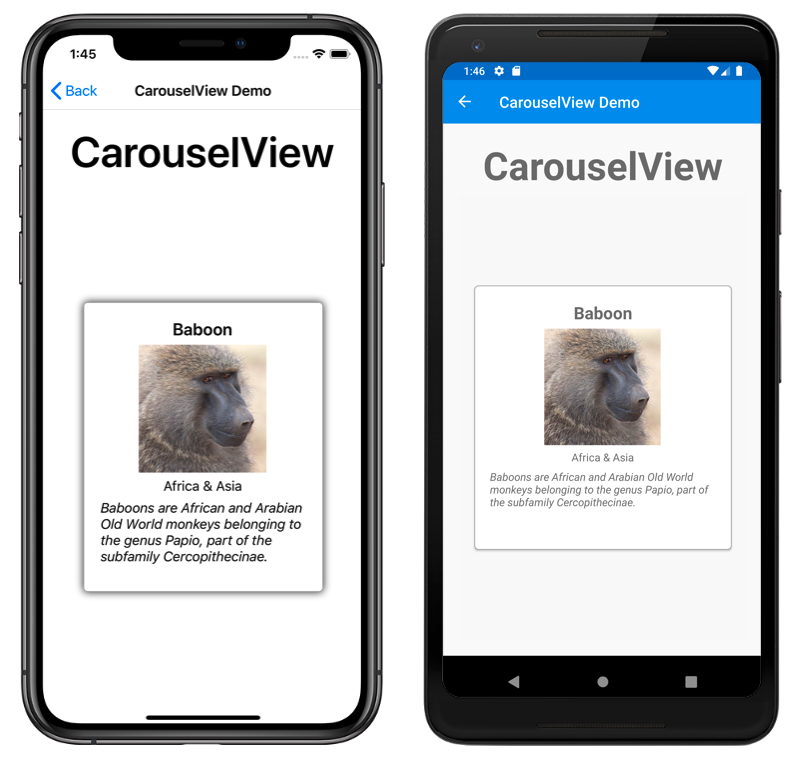 1:45
Back
CarouselView Demo
CarouselView
Baboon
Africa & Asia
Baboons are African and Arabian
Old World monkeys belonging to
the genus Papio, part of the
subfamily Cercopithecinae.
1:46
CarouselView Demo
CarouselView
Baboon
Africa & Asia
Baboons are African and Arabian Old World
monkeys belonging to the genus Papio, part of
the subfamily Cercopithecinae.